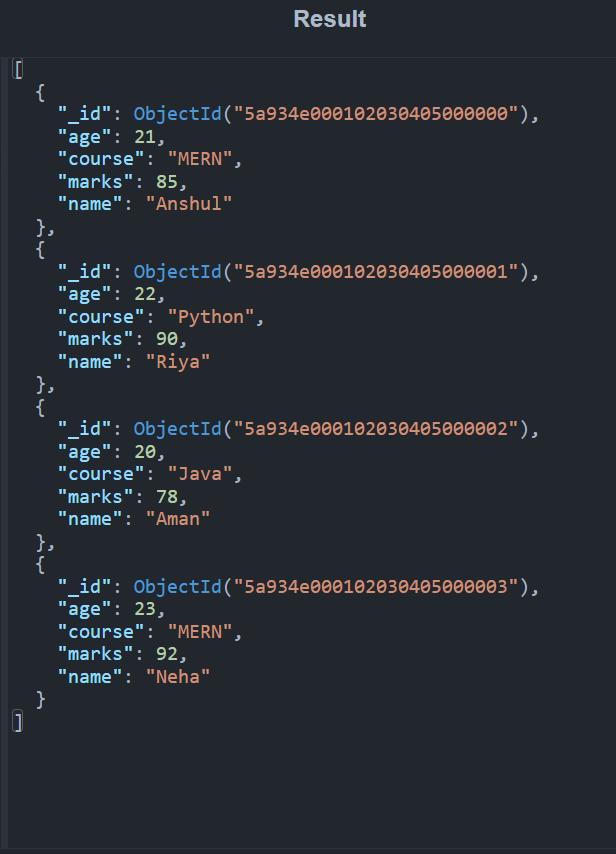 Result
[
  {
    "_id": ObjectId("5a934e000102030405000000"),
    "age": 21,
    "course": "MERN",
    "marks": 85,
    "name": "Anshul"
  },
  {
    "_id": ObjectId("5a934e000102030405000001"),
    "age": 22,
    "course": "Python",
    "marks": 90,
    "name": "Riya"
  },
  {
    "_id": ObjectId("5a934e000102030405000002"),
    "age": 20,
    "course": "Java",
    "marks": 78,
    "name": "Aman"
  },
  {
    "_id": ObjectId("5a934e000102030405000003"),
    "age": 23,
    "course": "MERN",
    "marks": 92,
    "name": "Neha"
  }
]